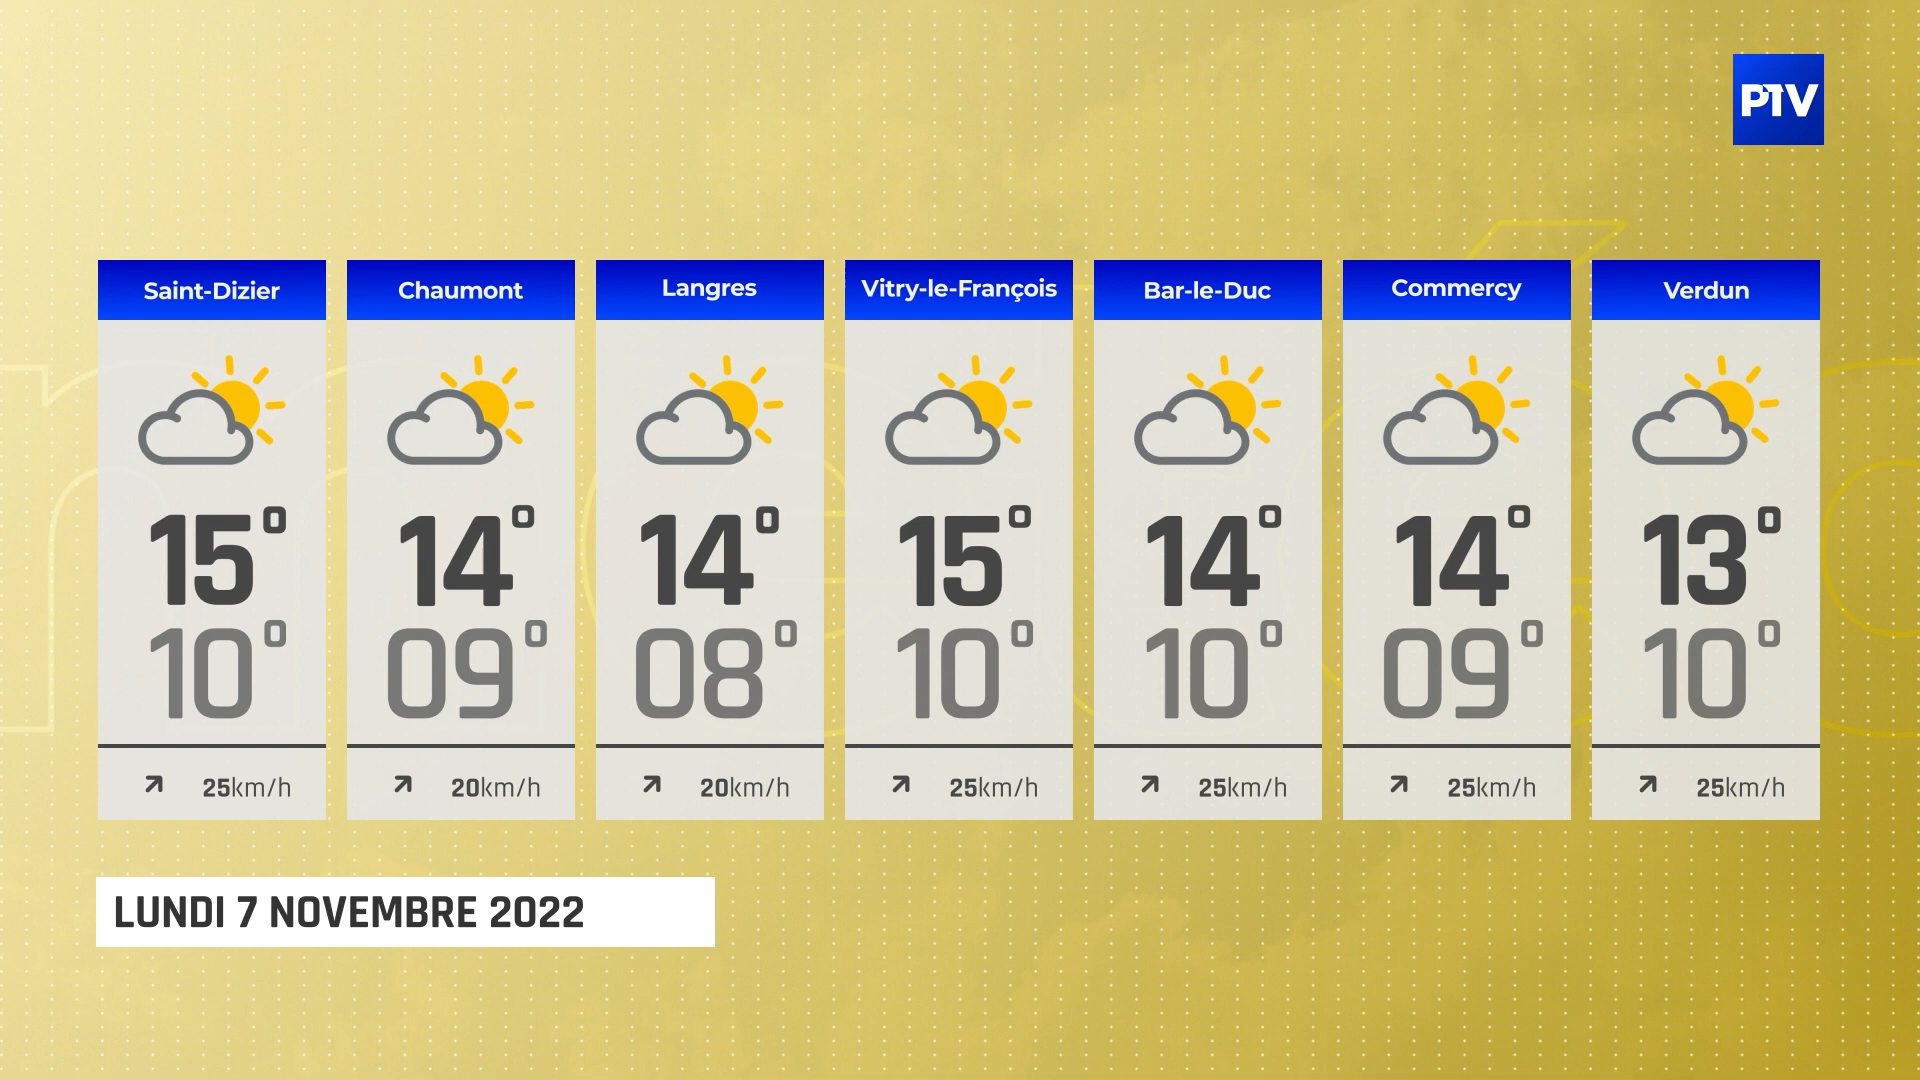 PTV
Saint-Dizier
15°
10°
25km/h
Chaumont
14°
09°
20km/h
Langres
14°
08°
20km/h
Vitry-le-François
15°
10°
25km/h
Bar-le-Duc
14°
10°
25km/h
Commercy
14°
09°
25km/h
Verdun
13°
10°
25km/h
LUNDI 7 NOVEMBRE 2022